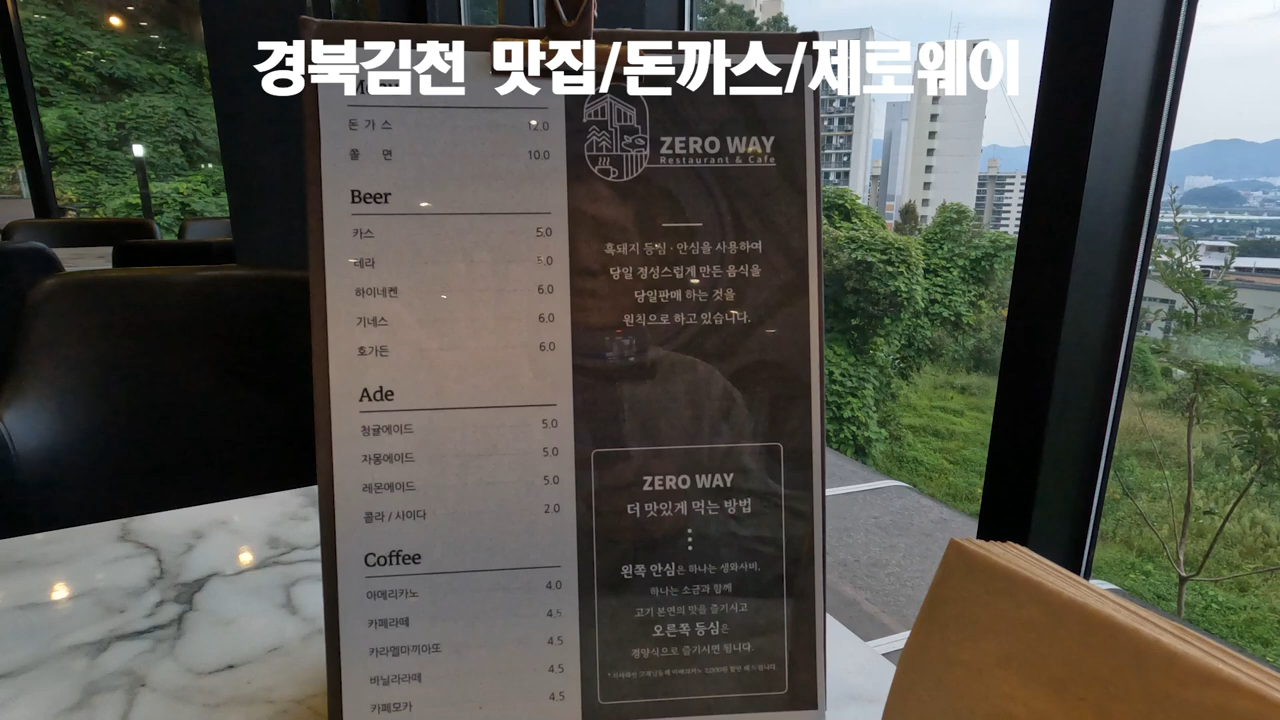 경북김천 맛집/돈까스/제로웨이
Menu
돈 가 스 12.0
쫄 면 10.0
Beer
카스 5.0
테라 5.0
하이네켄 6.0
기네스 6.0
호가든 6.0
Ade
청귤에이드 5.0
자몽에이드 5.0
레몬에이드 5.0
콜라 / 사이다 2.0
Coffee
아메리카노 4.0
카페라떼 4.5
카라멜마끼아또 4.5
바닐라라떼 4.5
카페모카 4.5
ZERO WAY
Restaurant & Cafe
흑돼지 등심 · 안심을 사용하여
당일 정성스럽게 만든 음식을
당일판매 하는 것을
원칙으로 하고 있습니다.
ZERO WAY
더 맛있게 먹는 방법
왼쪽 안심은 하나는 생와사비,
하나는 소금과 함께
고기 본연의 맛을 즐기시고
오른쪽 등심은
경양식으로 즐기시면 됩니다.